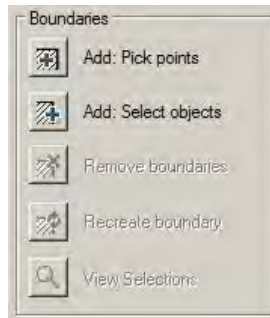 Boundaries
Add: Pick points
Add: Select objects
Remove boundaries
Recreate boundary
View Selections